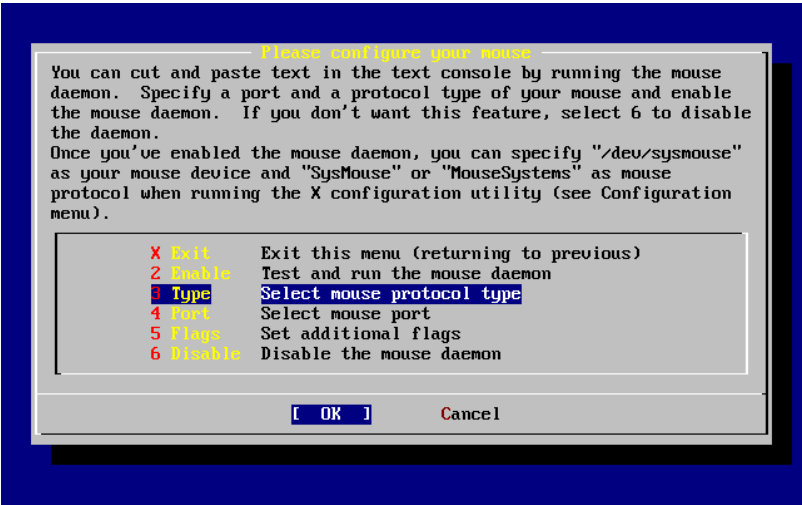 Please configure your mouse
You can cut and paste text in the text console by running the mouse
daemon.  Specify a port and a protocol type of your mouse and enable
the mouse daemon.  If you don't want this feature, select 6 to disable
the daemon.
Once you've enabled the mouse daemon, you can specify "/dev/sysmouse"
as your mouse device and "SysMouse" or "MouseSystems" as mouse
protocol when running the X configuration utility (see Configuration
menu).
X Exit     Exit this menu (returning to previous)
2 Enable   Test and run the mouse daemon
3 Type     Select mouse protocol type
4 Port     Select mouse port
5 Flags    Set additional flags
6 Disable  Disable the mouse daemon
[  OK  ]       Cancel